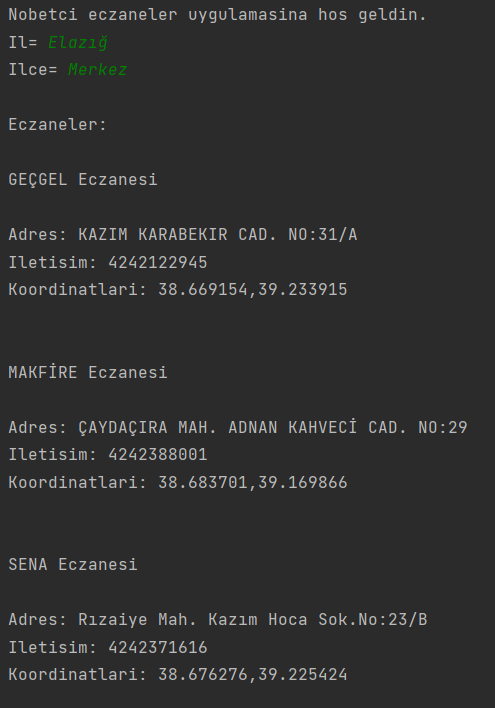 Nobetci eczaneler uygulamasina hos geldin.
Il= Elazığ
Ilce= Merkez
Eczaneler:
GEÇGEL Eczanesi
Adres: KAZIM KARABEKIR CAD. NO:31/A
Iletisim: 4242122945
Koordinatlari: 38.669154,39.233915
MAKFİRE Eczanesi
Adres: ÇAYDAÇIRA MAH. ADNAN KAHVECİ CAD. NO:29
Iletisim: 4242388001
Koordinatlari: 38.683701,39.169866
SENA Eczanesi
Adres: Rızaiye Mah. Kazım Hoca Sok.No:23/B
Iletisim: 4242371616
Koordinatlari: 38.676276,39.225424